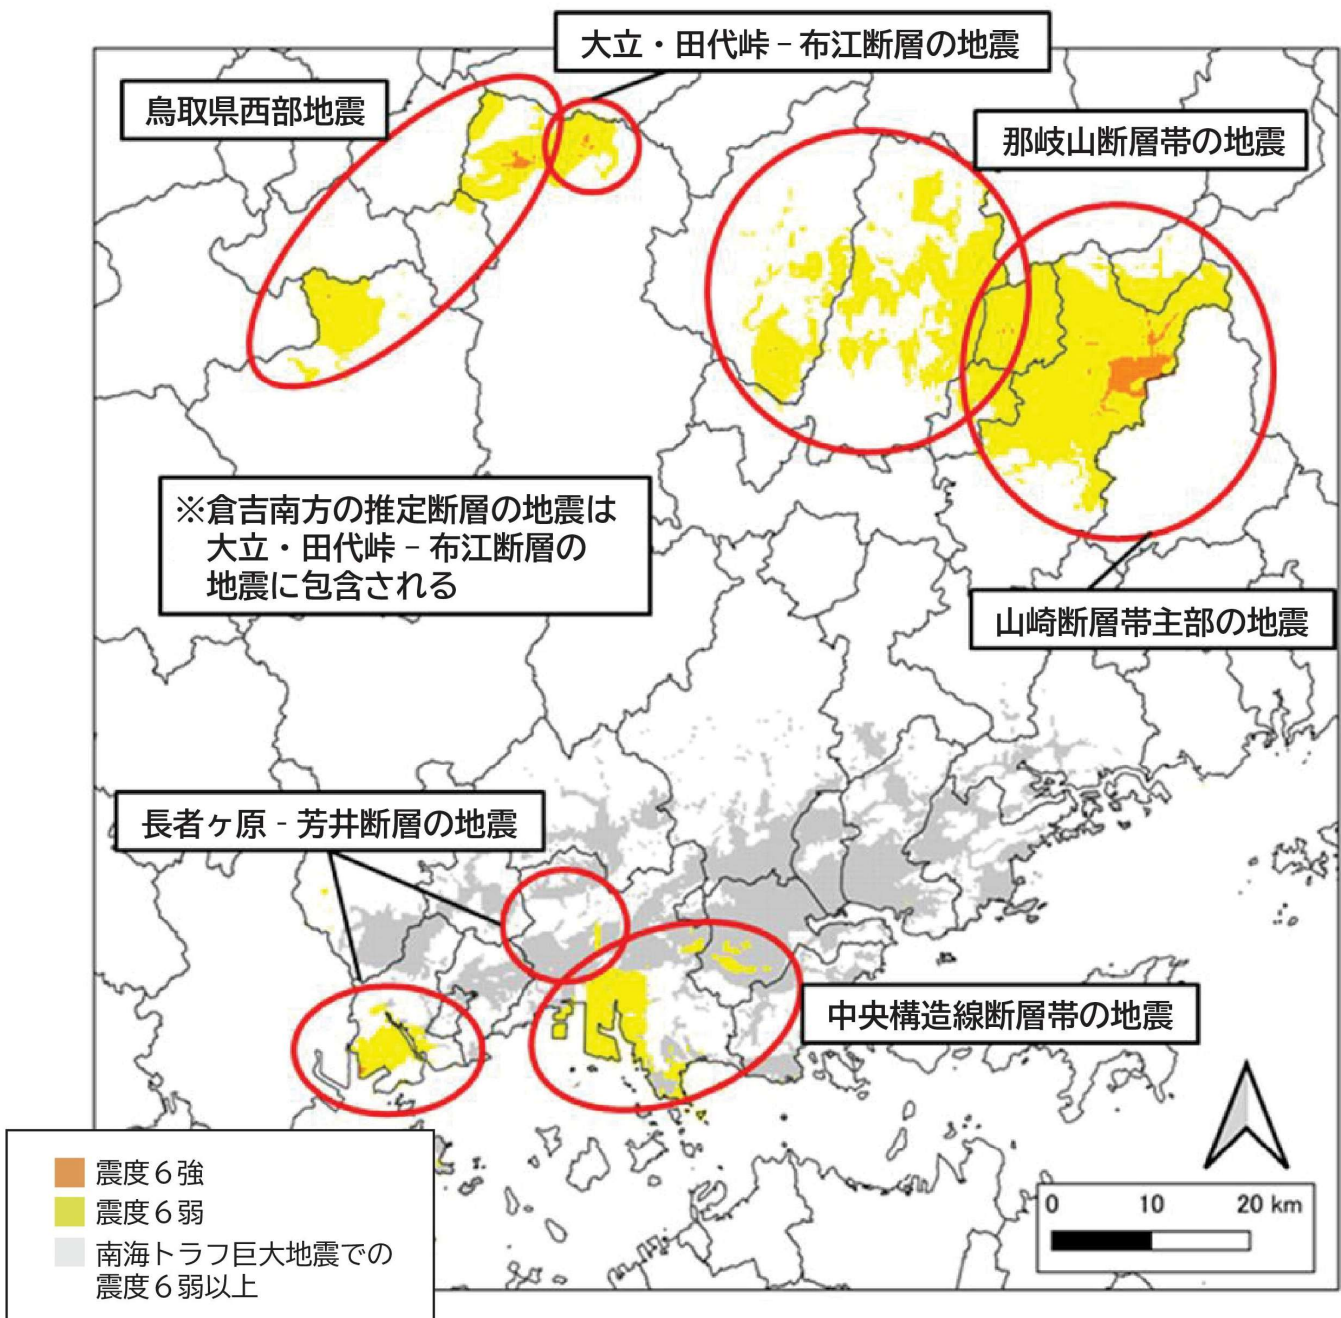 大立・田代峠－布江断層の地震
鳥取県西部地震
那岐山断層帯の地震
※倉吉南方の推定断層の地震は
大立・田代峠－布江断層の
地震に包含される
山崎断層帯主部の地震
長者ヶ原‐芳井断層の地震
中央構造線断層帯の地震
震度６強
震度６弱
南海トラフ巨大地震での
震度６弱以上
0 10 20 km